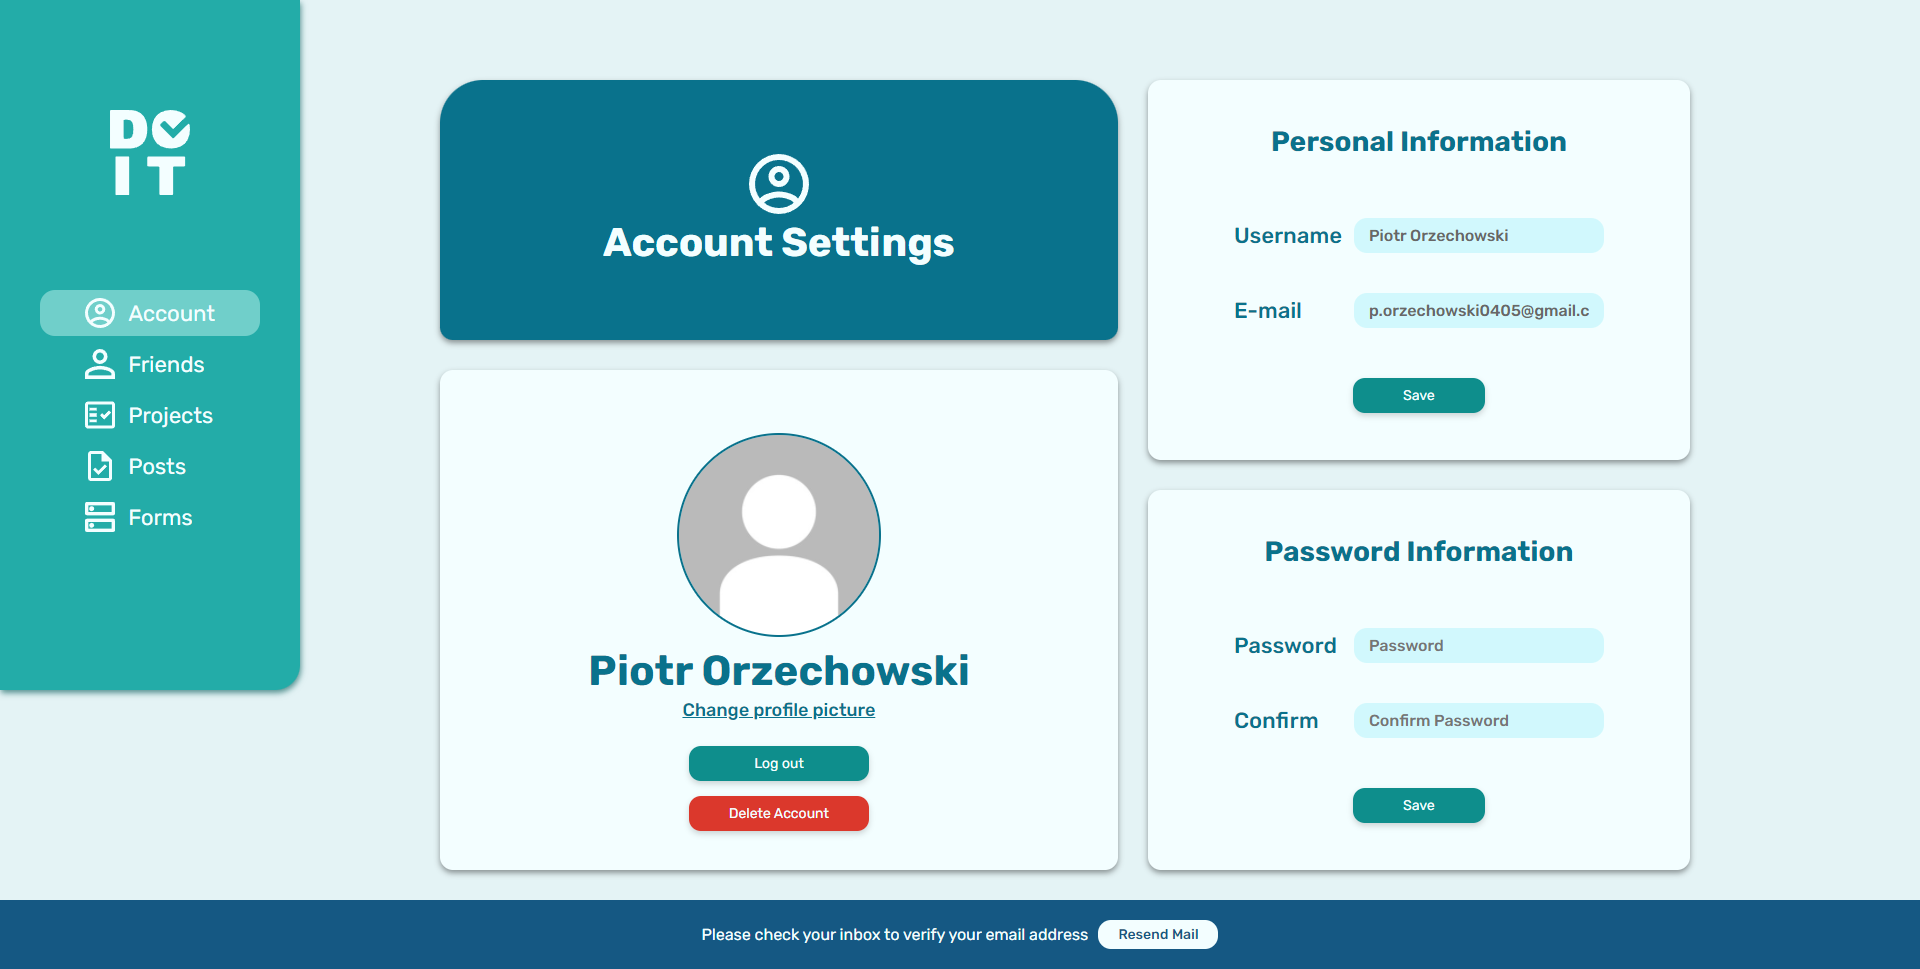 DO
IT
Account
Friends
Projects
Posts
Forms
Account Settings
Piotr Orzechowski
Change profile picture
Log out
Delete Account
Personal Information
Username
Piotr Orzechowski
E-mail
p.orzechowski0405@gmail.c
Save
Password Information
Password
Password
Confirm
Confirm Password
Save
Please check your inbox to verify your email address
Resend Mail